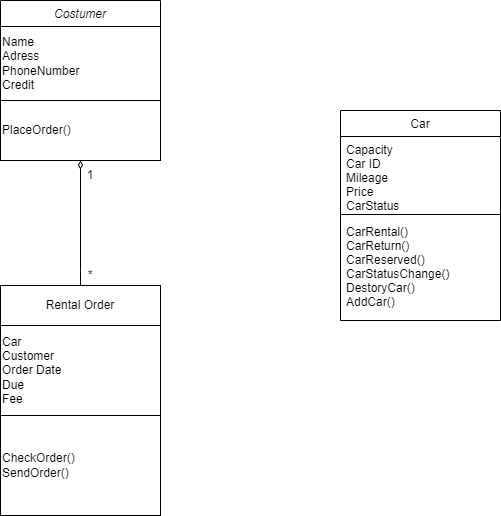 Costumer
Name
Adress
PhoneNumber
Credit
PlaceOrder()
1
*
Rental Order
Car
Customer
Order Date
Due
Fee
CheckOrder()
SendOrder()
Car
Capacity
Car ID
Mileage
Price
CarStatus
CarRental()
CarReturn()
CarReserved()
CarStatusChange()
DestoryCar()
AddCar()